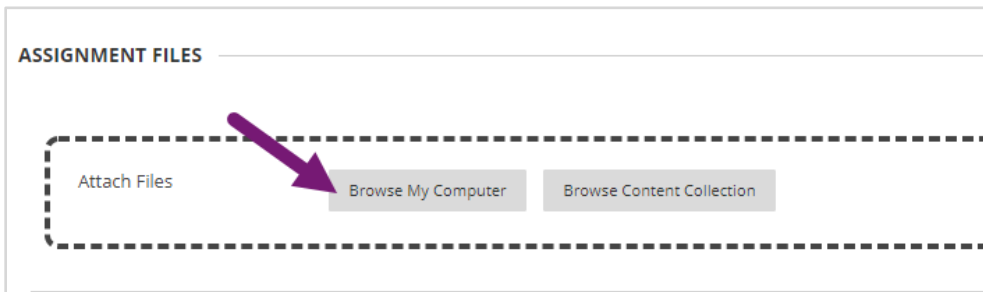 ASSIGNMENT FILES
Attach Files
Browse My Computer
Browse Content Collection